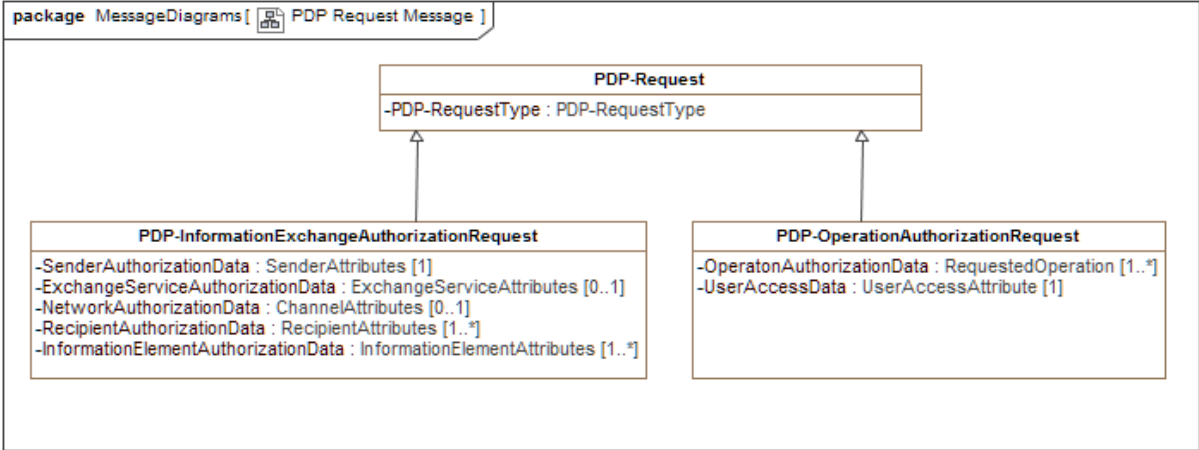 package MessageDiagrams[ PDP Request Message ]
PDP-Request
-PDP-RequestType : PDP-RequestType
PDP-InformationExchangeAuthorizationRequest
-SenderAuthorizationData : SenderAttributes [1]
-ExchangeServiceAuthorizationData : ExchangeServiceAttributes [0..1]
-NetworkAuthorizationData : ChannelAttributes [0..1]
-RecipientAuthorizationData : RecipientAttributes [1..*]
-InformationElementAuthorizationData : InformationElementAttributes [1..*]
PDP-OperationAuthorizationRequest
-OperatonAuthorizationData : RequestedOperation [1..*]
-UserAccessData : UserAccessAttribute [1]